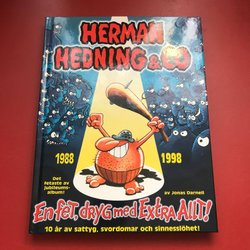 HERMAN
HEDNING & CO
1988
1998
Det
fetaste av
jubileums-
album!
av Jonas Darnell
En fet, dryg med Extra Allt!
10 år av sattyg, svordomar och sinnesslöhet!